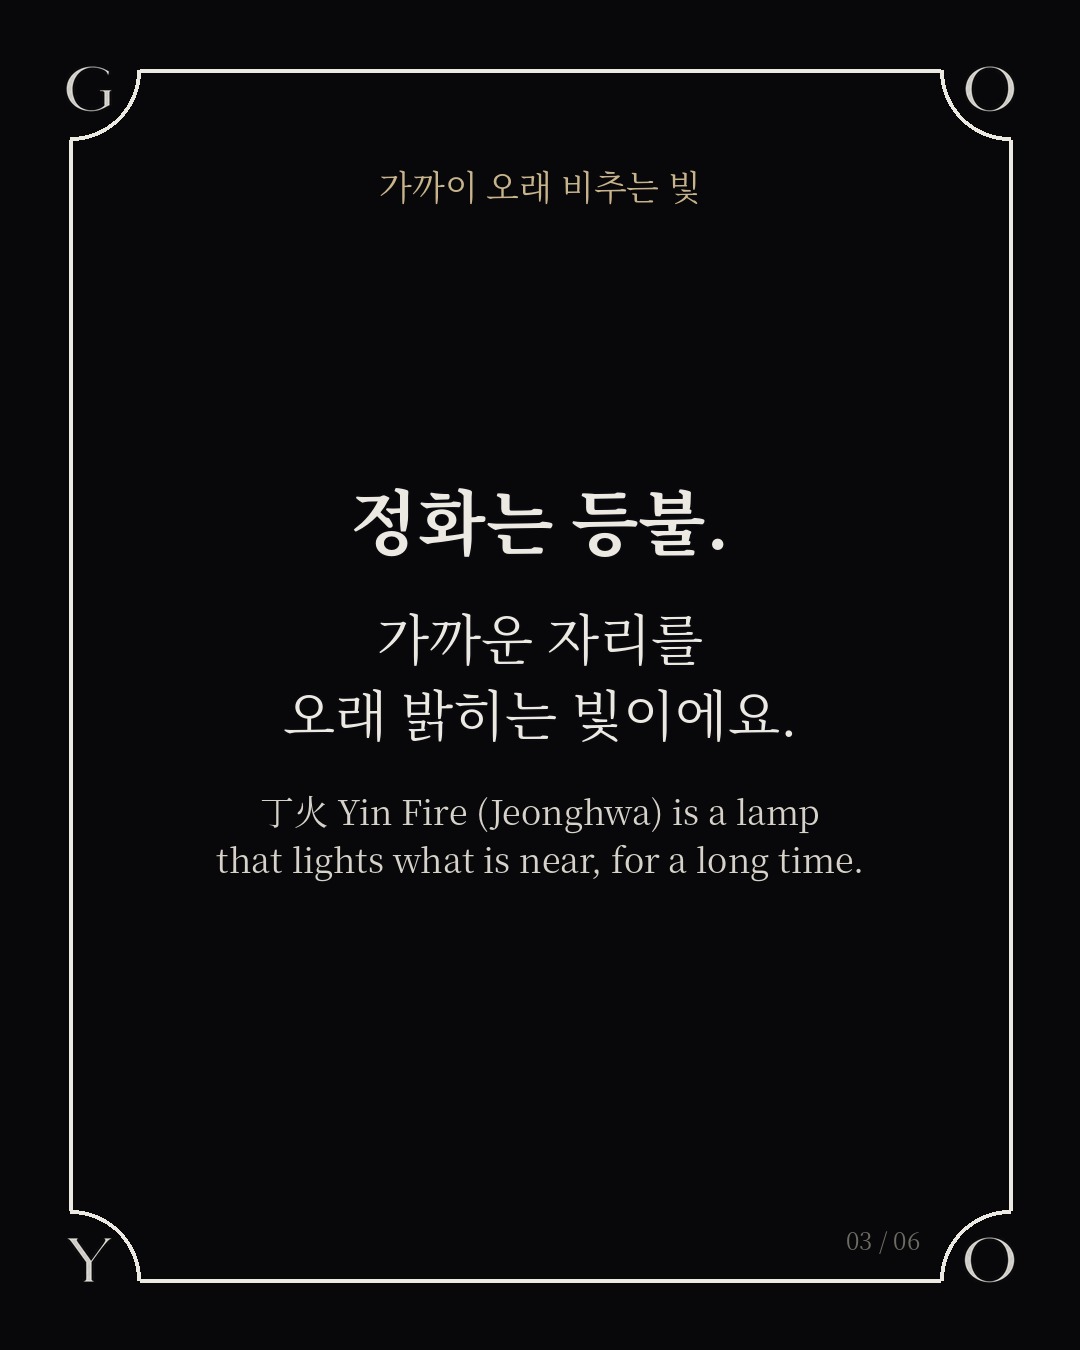 G
O
가까이 오래 비추는 빛
정화는 등불.
가까운 자리를
오래 밝히는 빛이에요.
丁火 Yin Fire (Jeonghwa) is a lamp
that lights what is near, for a long time.
03 / 06
Y
O